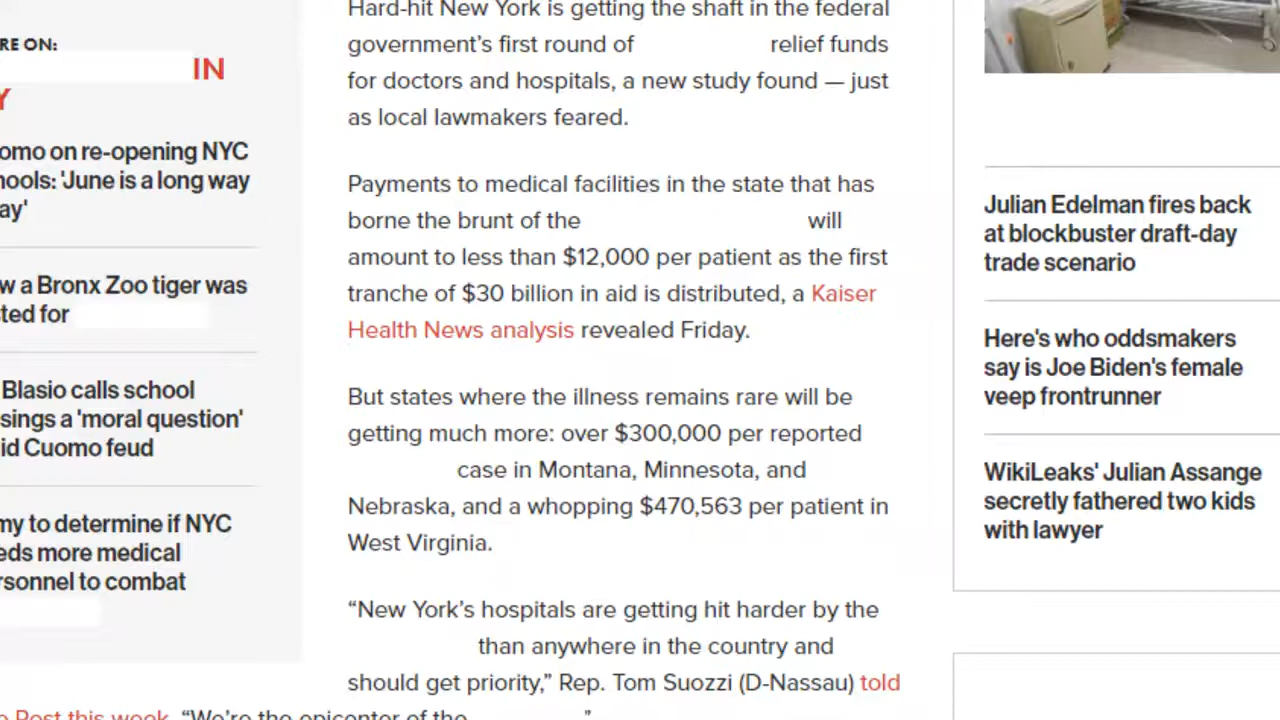 RE ON:
IN
Y
omo on re-opening NYC
hools: 'June is a long way
ay'
w a Bronx Zoo tiger was
sted for
Blasio calls school
sings a 'moral question'
id Cuomo feud
my to determine if NYC
eds more medical
rsonnel to combat
Hard-hit New York is getting the shaft in the federal
government's first round of relief funds
for doctors and hospitals, a new study found — just
as local lawmakers feared.
Payments to medical facilities in the state that has
borne the brunt of the will
amount to less than $12,000 per patient as the first
tranche of $30 billion in aid is distributed, a Kaiser
Health News analysis revealed Friday.
But states where the illness remains rare will be
getting much more: over $300,000 per reported
case in Montana, Minnesota, and
Nebraska, and a whopping $470,563 per patient in
West Virginia.
“New York’s hospitals are getting hit harder by the
than anywhere in the country and
should get priority,” Rep. Tom Suozzi (D-Nassau) told
e Post this week. “We’re the epicenter of the ”
Julian Edelman fires back
at blockbuster draft-day
trade scenario
Here's who oddsmakers
say is Joe Biden's female
veep frontrunner
WikiLeaks' Julian Assange
secretly fathered two kids
with lawyer